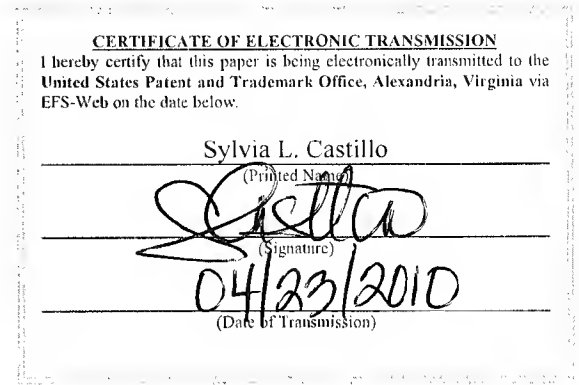 CERTIFICATE OF ELECTRONIC TRANSMISSION
I hereby certify that this paper is being electronically transmitted to the
United States Patent and Trademark Office, Alexandria, Virginia via
EFS-Web on the date below.
Sylvia L. Castillo
(Printed Name)
(Signature)
04/23/2010
(Date of Transmission)